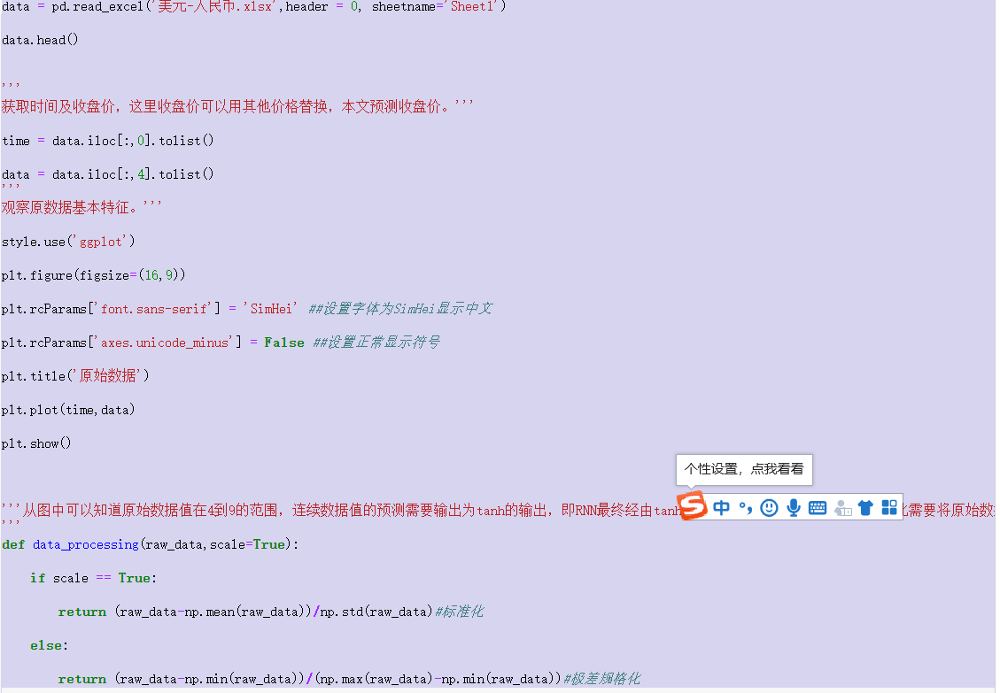 data = pd.read_excel('美元-人民币.xlsx',header = 0, sheetname='Sheet1')
data.head()
'''
获取时间及收盘价，这里收盘价可以用其他价格替换，本文预测收盘价。'''
time = data.iloc[:,0].tolist()
data = data.iloc[:,4].tolist()
'''
观察原数据基本特征。'''
style.use('ggplot')
plt.figure(figsize=(16,9))
plt.rcParams['font.sans-serif'] = 'SimHei' ##设置字体为SimHei显示中文
plt.rcParams['axes.unicode_minus'] = False ##设置正常显示符号
plt.title('原始数据')
plt.plot(time,data)
plt.show()
个性设置，点我看看
'''从图中可以知道原始数据值在4到9的范围，连续数据值的预测需要输出为tanh的输出，即RNN最终经由tanh
中
需要将原始数
'''
def data_processing(raw_data,scale=True):
if scale == True:
return (raw_data-np.mean(raw_data))/np.std(raw_data)#标准化
else:
return (raw_data-np.min(raw_data))/(np.max(raw_data)-np.min(raw_data))#极差规格化